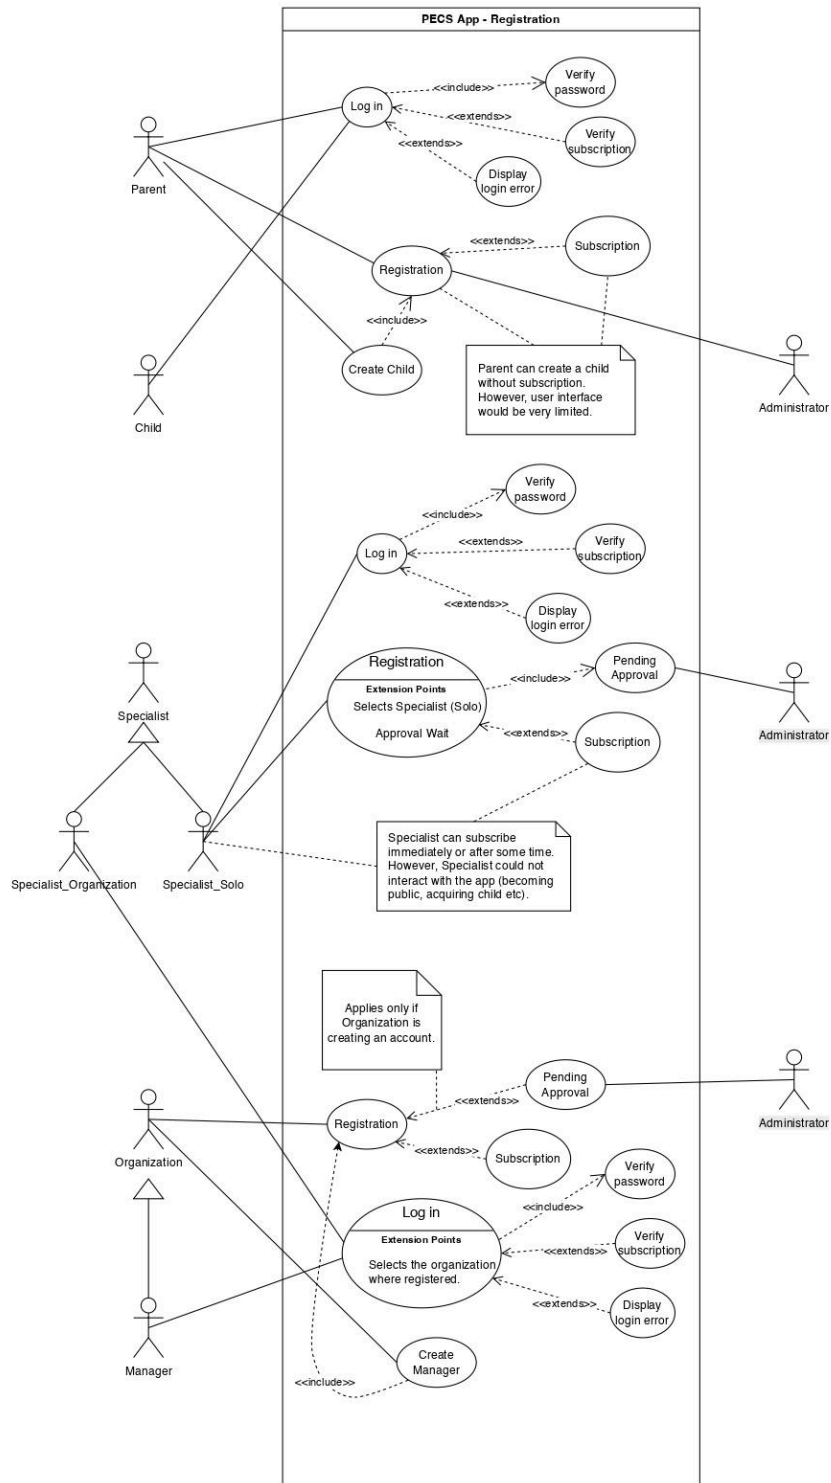 PECS App - Registration
Verify
password
<<include>>
Log in
<<extends>>
Verify
subscription
<<extends>>
Display
login error
Parent
<<extends>>
Subscription
Registration
<<include>>
Create Child
Parent can create a child
without subscription.
However, user interface
would be very limited.
Child
Administrator
Verify
password
<<include>>
Log in
<<extends>>
Verify
subscription
<<extends>>
Display
login error
Registration
Extension Points
Selects Specialist (Solo)
Approval Wait
<<include>>
Pending
Approval
<<extends>>
Subscription
Administrator
Specialist
Specialist_Organization
Specialist_Solo
Specialist can subscribe
immediately or after some time.
However, Specialist could not
interact with the app (becoming
public, acquiring child etc).
Applies only if
Organization is
creating an account.
Pending
Approval
<<extends>>
Registration
<<extends>>
Subscription
Administrator
Organization
Verify
password
<<include>>
Log in
Extension Points
Selects the organization
where registered.
<<extends>>
Verify
subscription
<<extends>>
Display
login error
Manager
Create
Manager
<<include>>